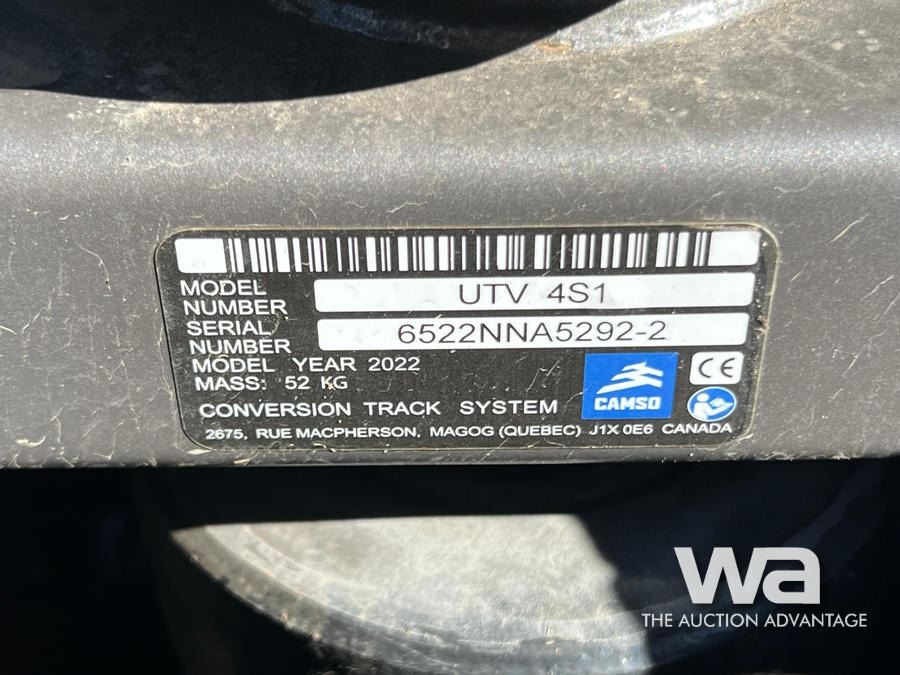 MODEL NUMBER UTV 4S1
SERIAL NUMBER 6522NNA5292-2
MODEL YEAR 2022
MASS: 52 KG
CONVERSION TRACK SYSTEM
CAMSO
CE
2675, RUE MACPHERSON, MAGOG (QUEBEC) J1X 0E6 CANADA
wa
THE AUCTION ADVANTAGE